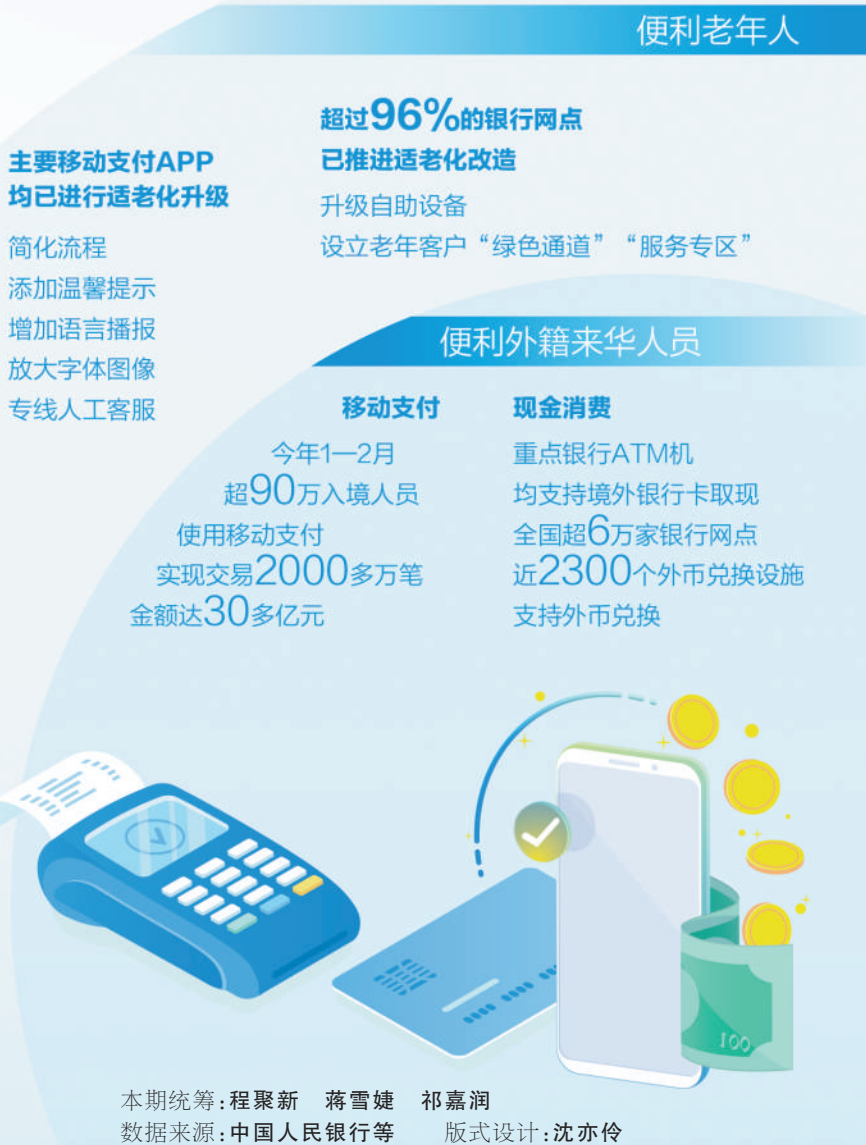 便利老年人
主要移动支付APP
均已进行适老化升级
简化流程
添加温馨提示
增加语言播报
放大字体图像
专线人工客服
超过96%的银行网点
已推进适老化改造
升级自助设备
设立老年客户“绿色通道”“服务专区”
便利外籍来华人员
移动支付
今年1—2月
超90万入境人员
使用移动支付
实现交易2000多万笔
金额达30多亿元
现金消费
重点银行ATM机
均支持境外银行卡取现
全国超6万家银行网点
近2300个外币兑换设施
支持外币兑换
100
本期统筹:程聚新 蒋雪婕 祁嘉润
数据来源:中国人民银行等 版式设计:沈亦伶